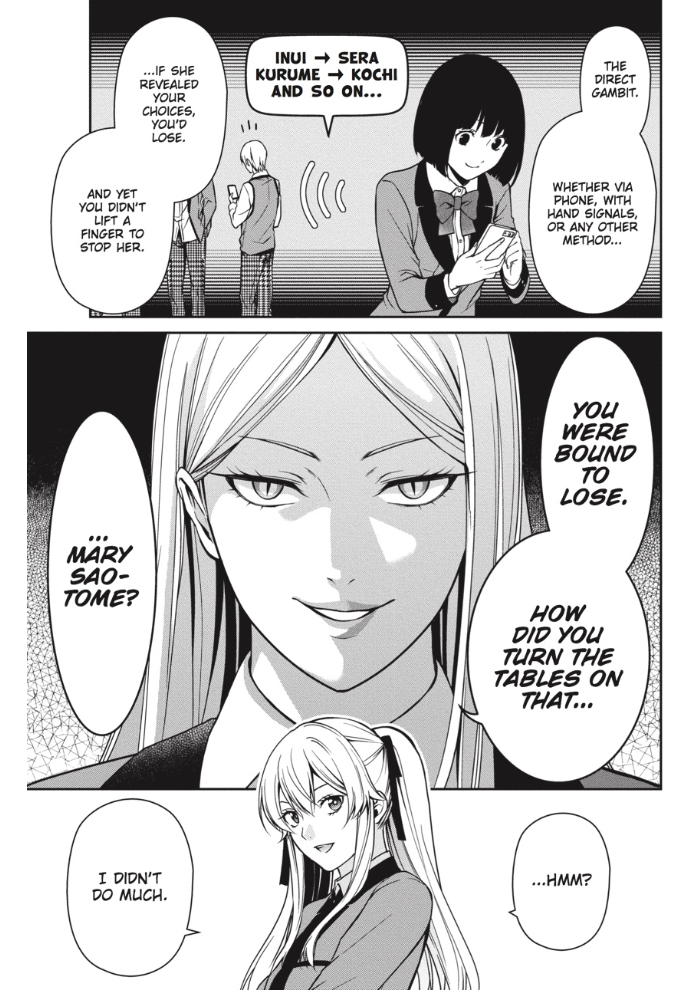 THE
DIRECT
GAMBIT.
WHETHER VIA
PHONE, WITH
HAND SIGNALS,
OR ANY OTHER
METHOD...
INUI → SERA
KURUME → KOCHI
AND SO ON...
...IF SHE
REVEALED
YOUR
CHOICES,
YOU'D
LOSE.
AND YET
YOU DIDN'T
LIFT A
FINGER TO
STOP HER.
YOU
WERE
BOUND
TO
LOSE.
HOW
DID YOU
TURN THE
TABLES ON
THAT...
...
MARY
SAO-
TOME?
...HMM?
I DIDN'T
DO MUCH.